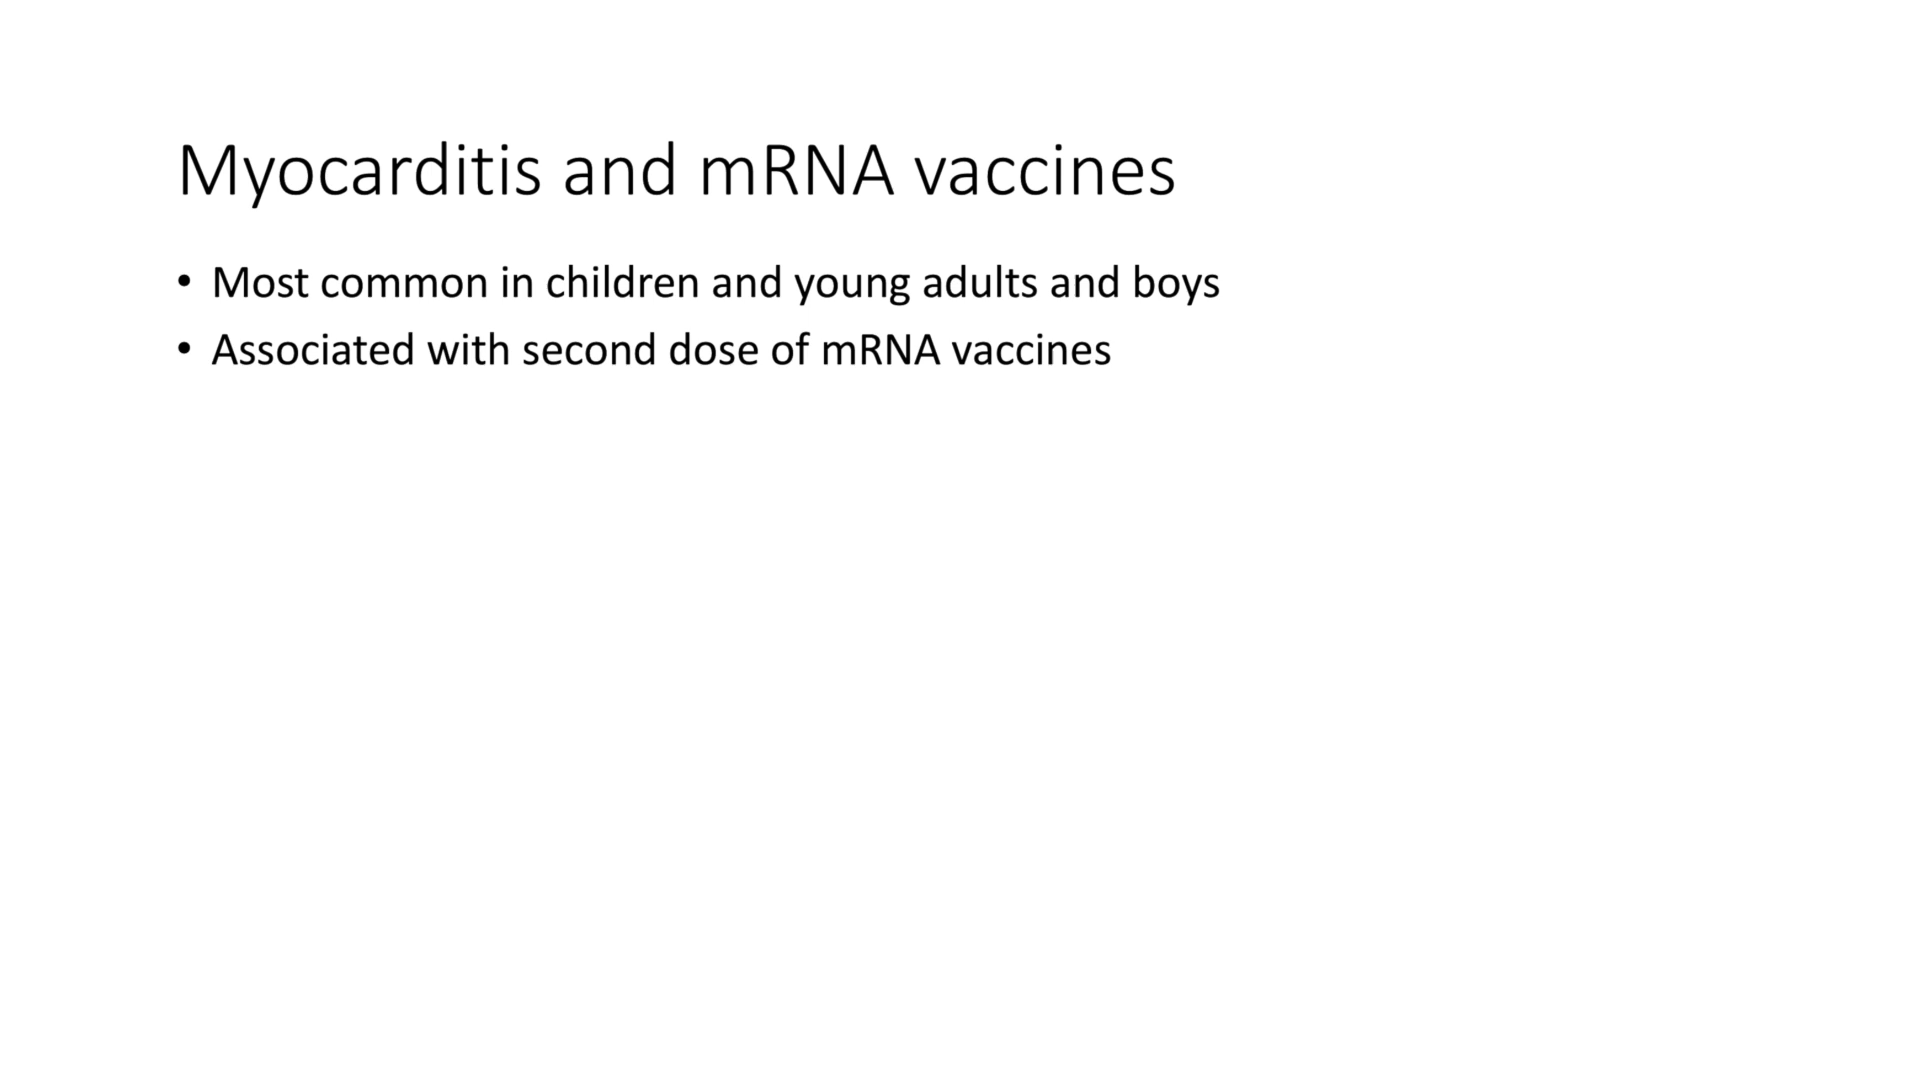 Myocarditis and mRNA vaccines
• Most common in children and young adults and boys
• Associated with second dose of mRNA vaccines